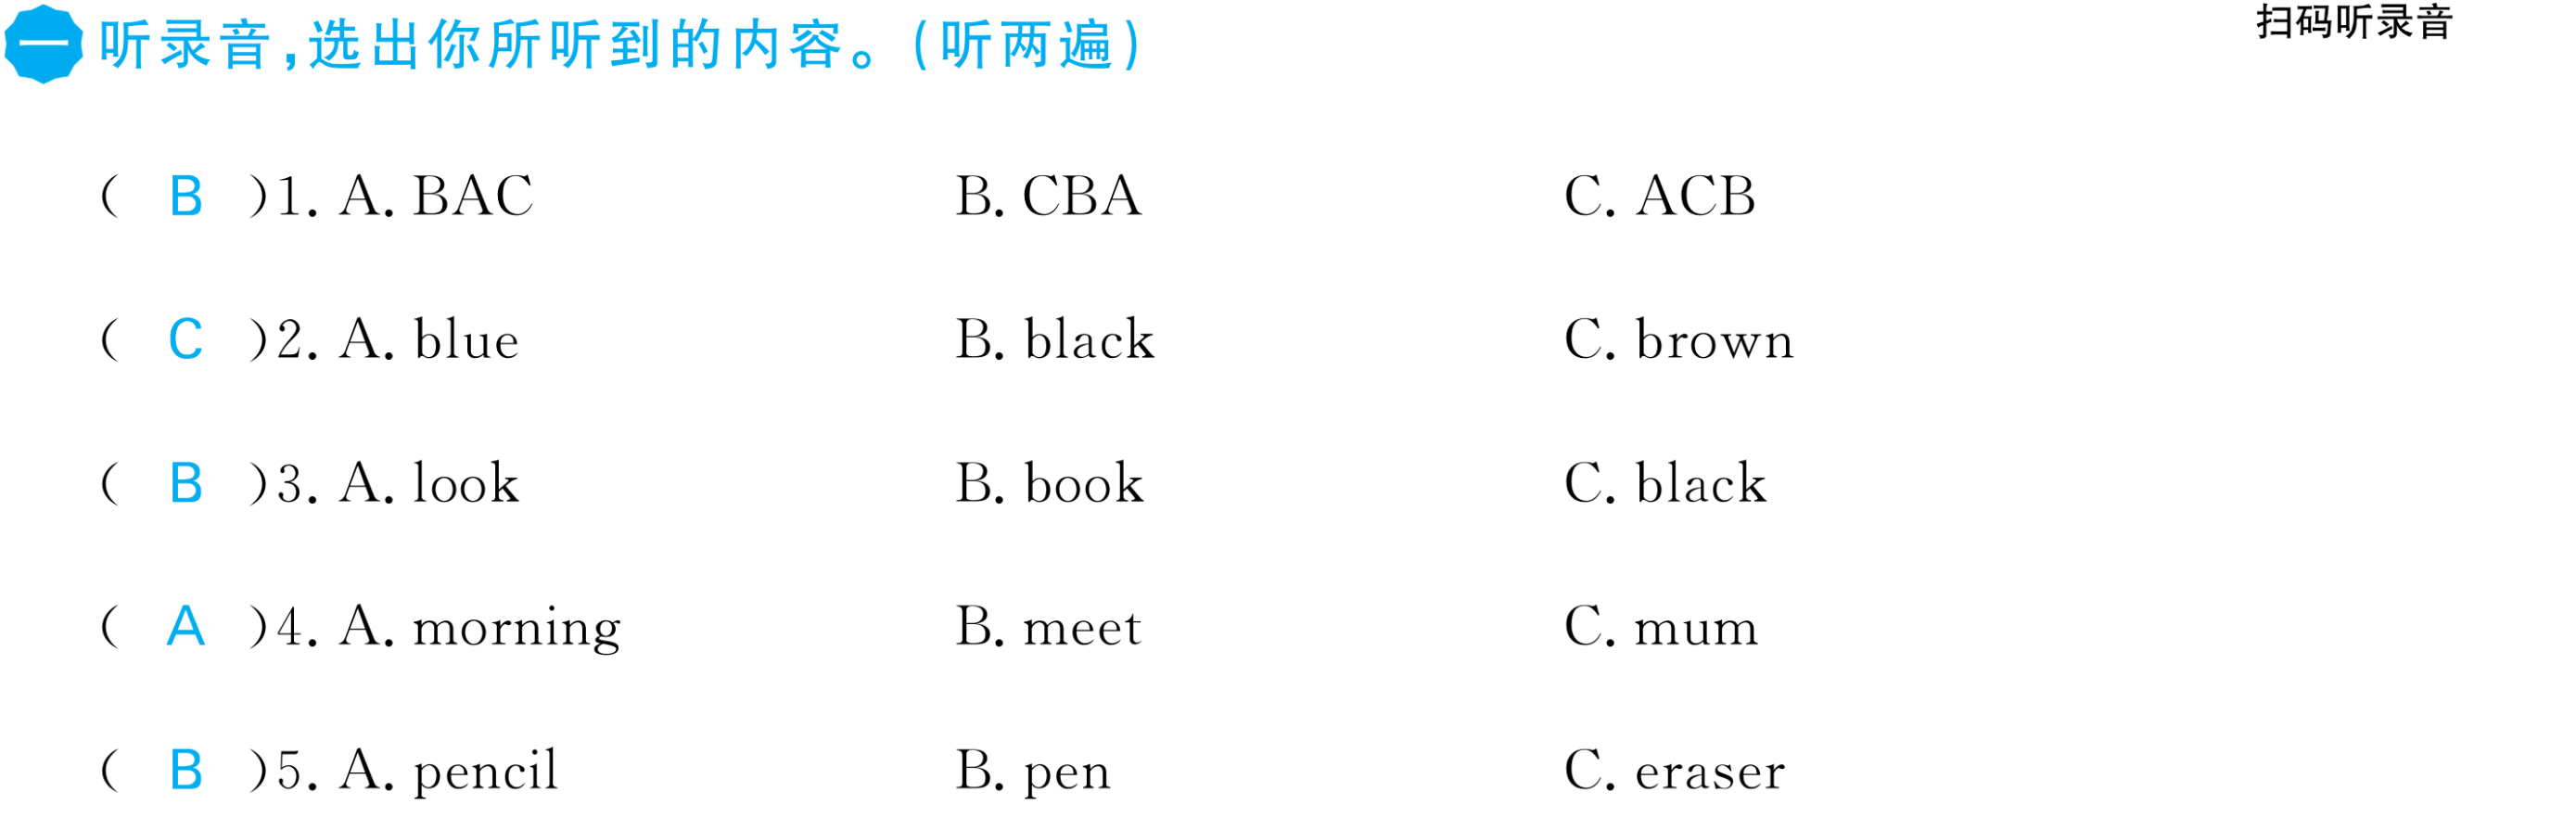 一 听录音,选出你所听到的内容。(听两遍)
扫码听录音
( B )1. A. BAC B. CBA C. ACB
( C )2. A. blue B. black C. brown
( B )3. A. look B. book C. black
( A )4. A. morning B. meet C. mum
( B )5. A. pencil B. pen C. eraser